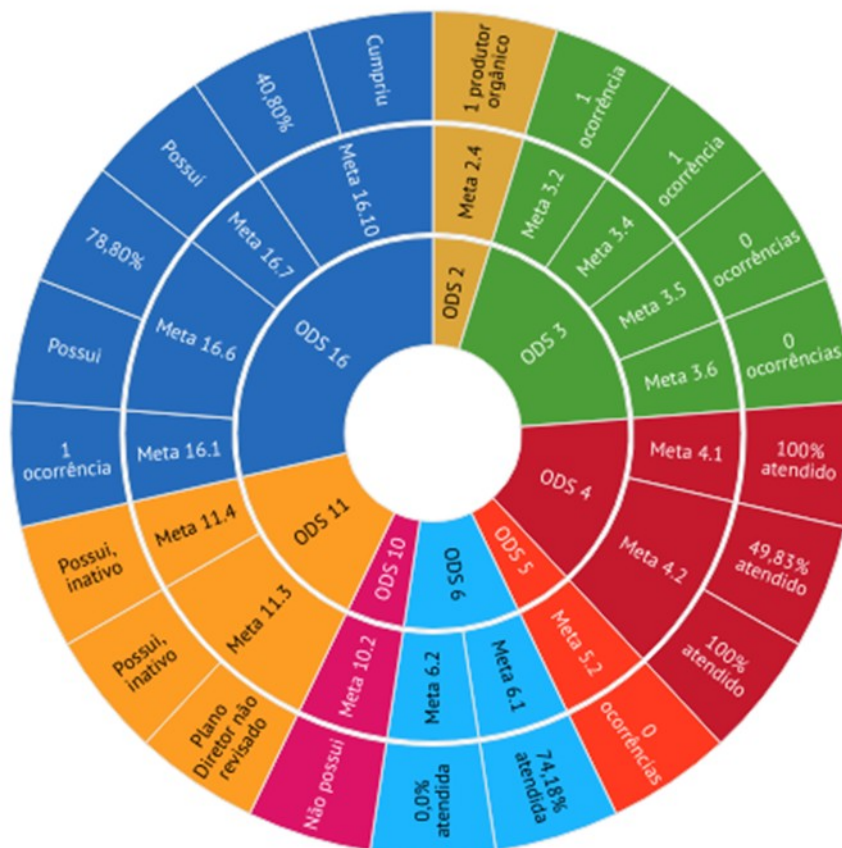 ODS 2
Meta 2.4
1 produtor
orgânico
ODS 3
Meta 3.2
1
ocorrência
Meta 3.4
1
ocorrência
Meta 3.5
0
ocorrências
Meta 3.6
0
ocorrências
ODS 4
Meta 4.1
100%
atendido
Meta 4.2
49,83%
atendido
100%
atendido
ODS 5
Meta 5.2
0
ocorrências
ODS 6
Meta 6.1
74,18%
atendida
Meta 6.2
0,0%
atendida
ODS 10
Meta 10.2
Não possui
ODS 11
Meta 11.3
Plano
Diretor não
revisado
Possui,
inativo
Meta 11.4
Possui,
inativo
ODS 16
Meta 16.1
1
ocorrência
Meta 16.6
Possui
78,80%
Meta 16.7
Possui
Meta 16.10
40,80%
Cumpriu